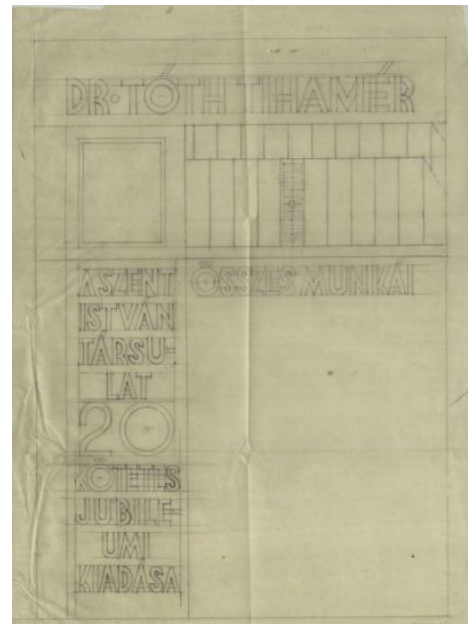 DR·TÓTH TIHAMÉR
ÖSSZES MUNKÁI
A SZENT
ISTVÁN
TÁRSU=
LAT
20
KÖTETES
JUBILE=
UMI
KIADÁSA